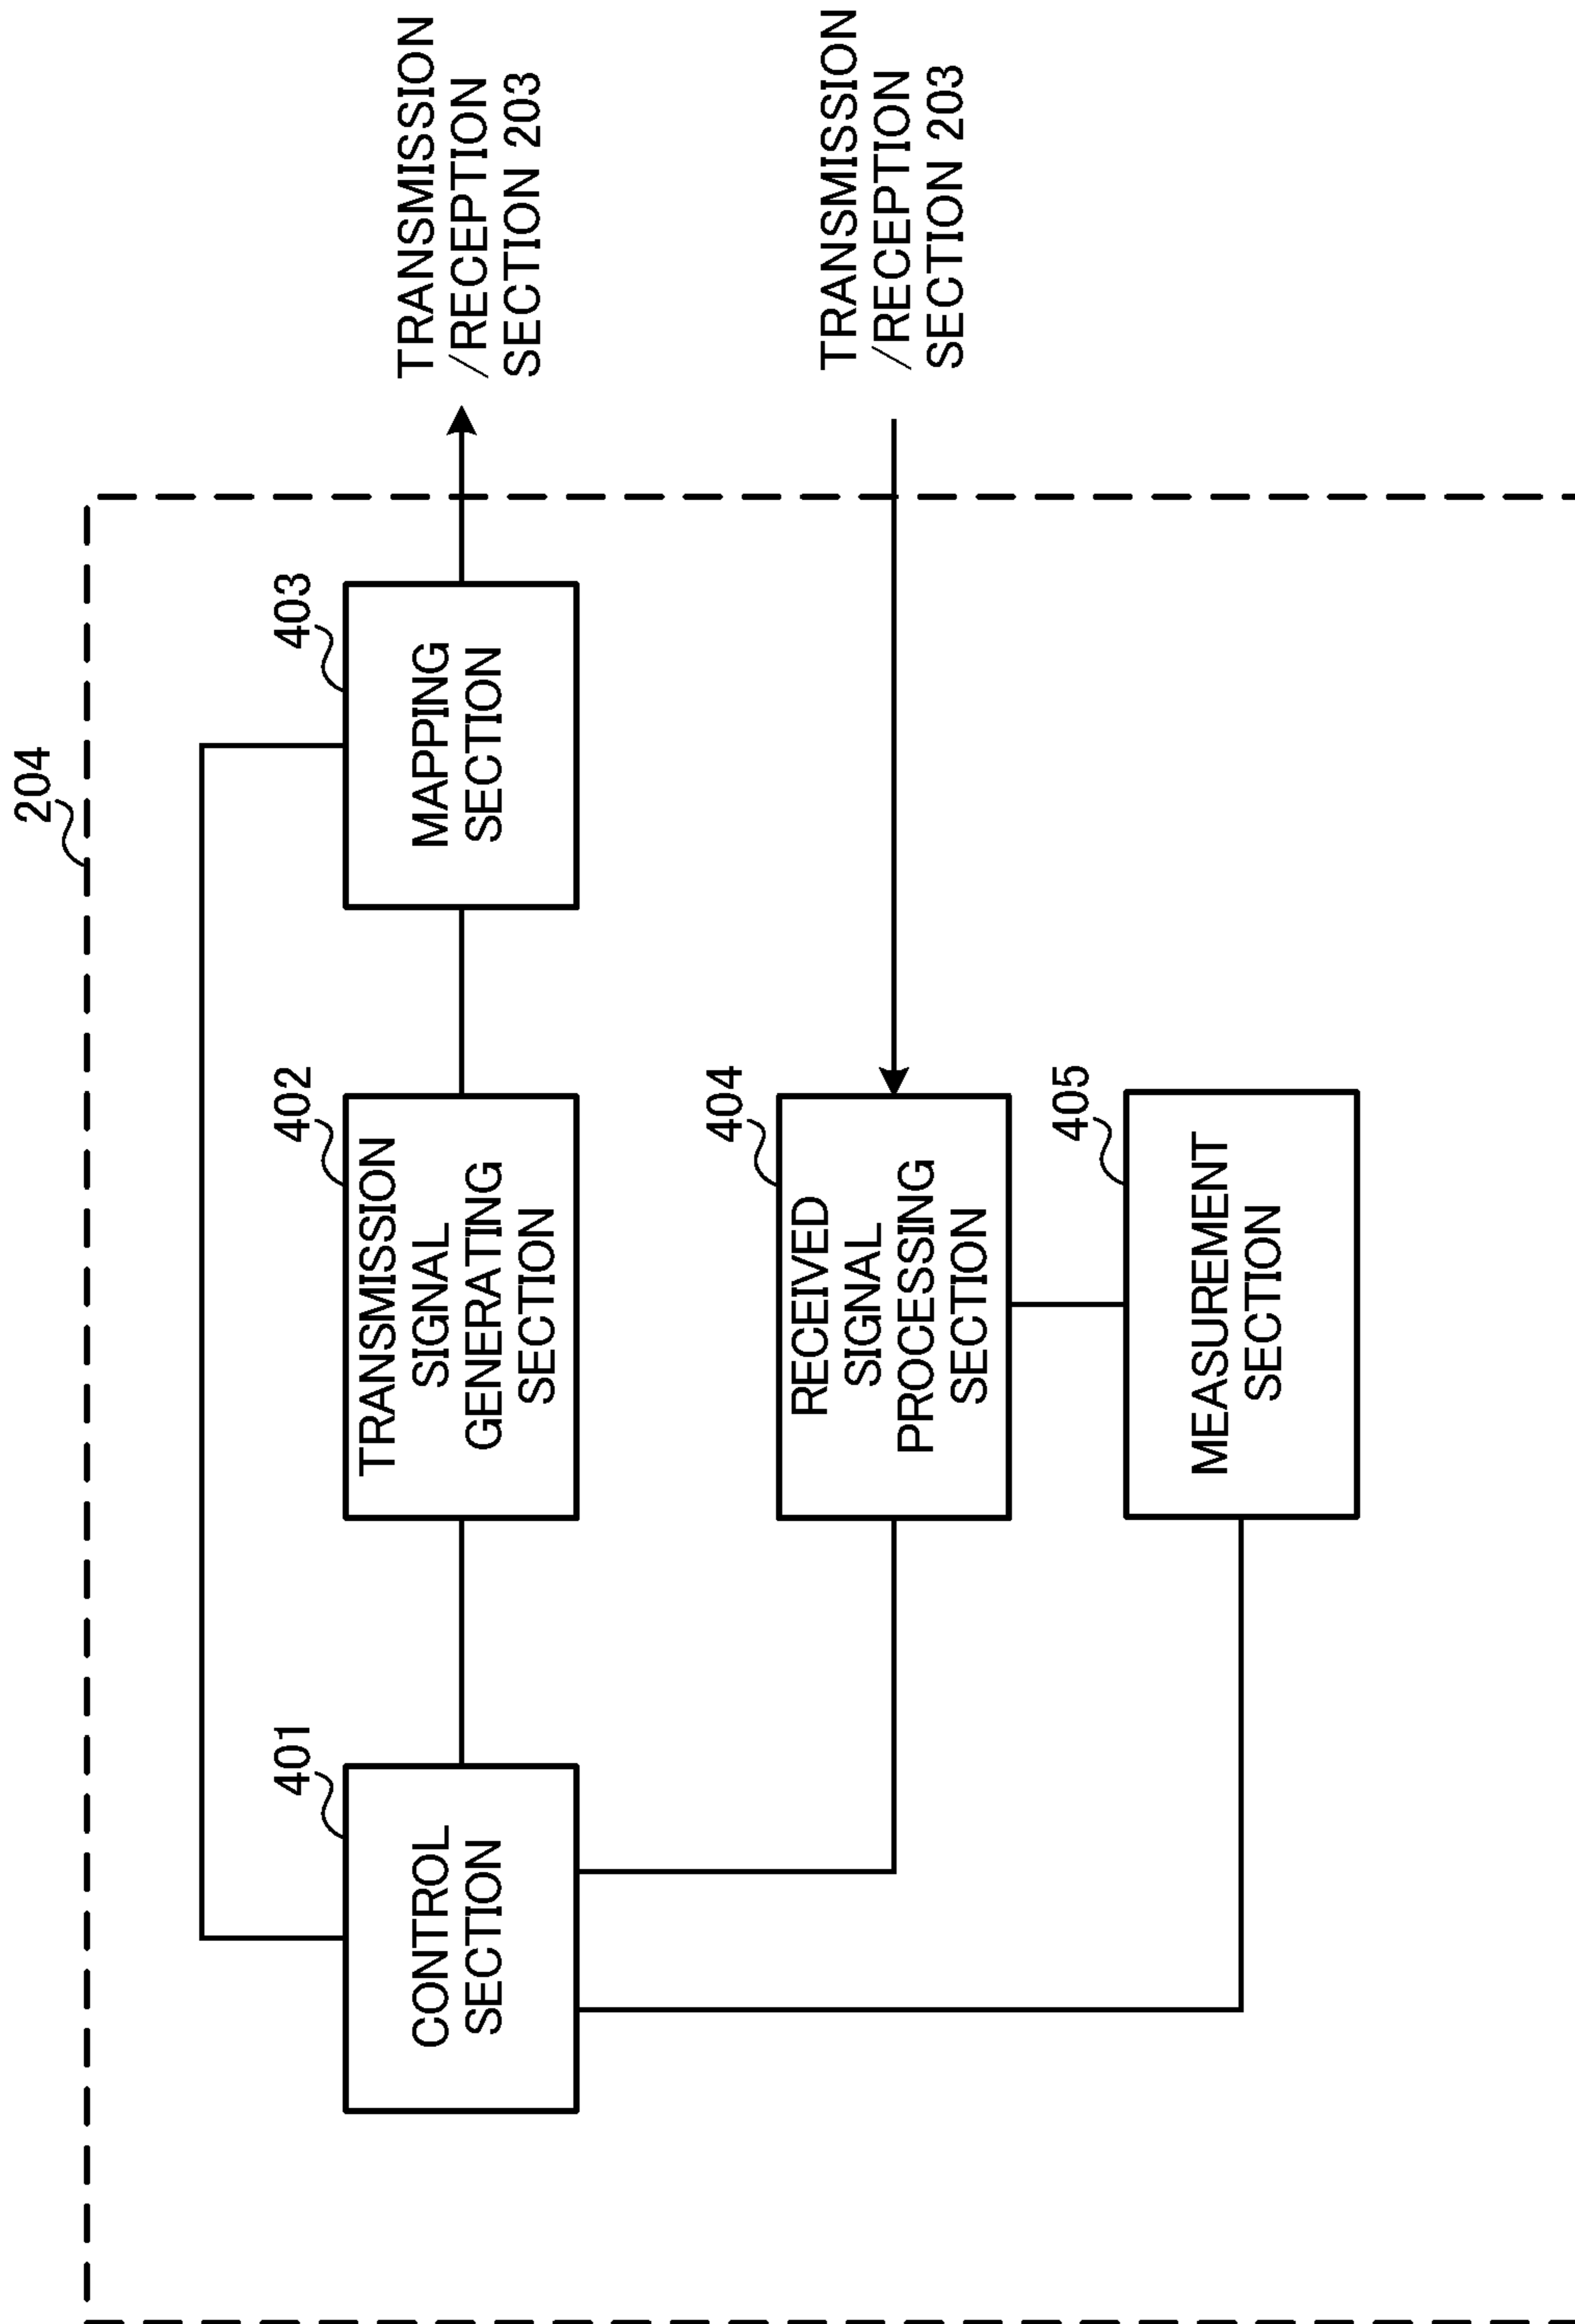 204
401
CONTROL
SECTION
402
TRANSMISSION
SIGNAL
GENERATING
SECTION
403
MAPPING
SECTION
TRANSMISSION
/RECEPTION
SECTION 203
404
RECEIVED
SIGNAL
PROCESSING
SECTION
TRANSMISSION
/RECEPTION
SECTION 203
405
MEASUREMENT
SECTION